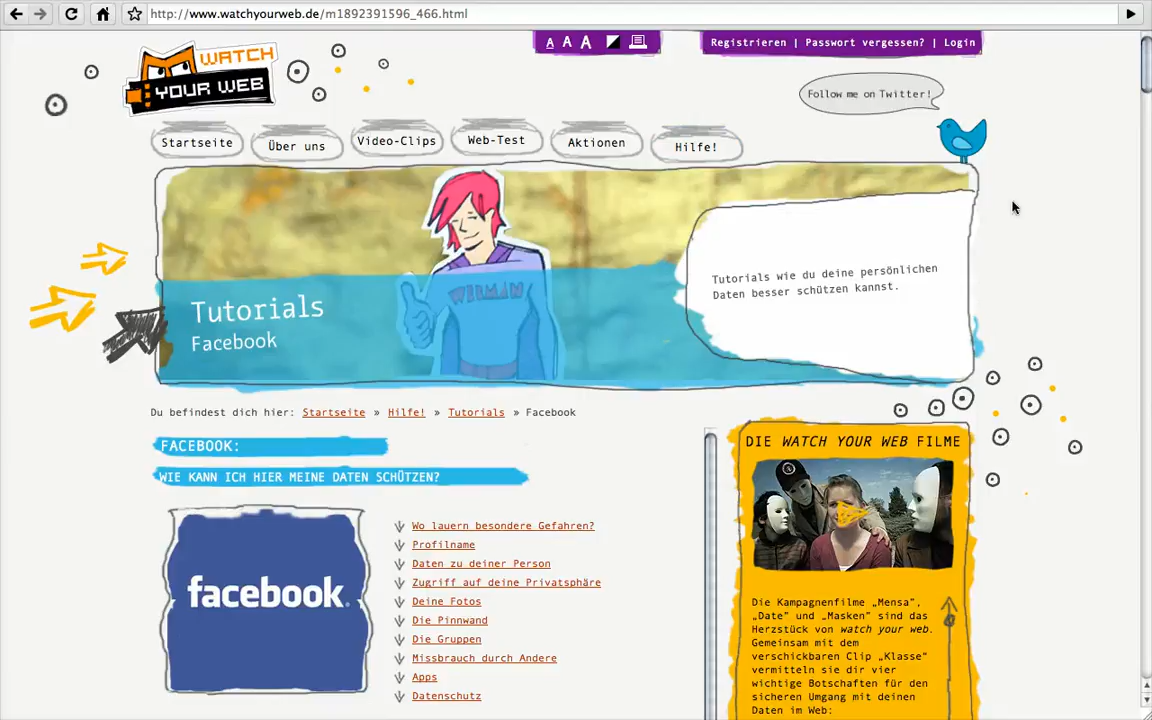 http://www.watchyourweb.de/m1892391596_466.html
WATCH
YOUR WEB
A A A
Registrieren | Passwort vergessen? | Login
Follow me on Twitter!
Startseite
Über uns
Video-Clips
Web-Test
Aktionen
Hilfe!
WEBMAN
Tutorials
Facebook
Tutorials wie du deine persönlichen
Daten besser schützen kannst.
Du befindest dich hier: Startseite » Hilfe! » Tutorials » Facebook
FACEBOOK:
WIE KANN ICH HIER MEINE DATEN SCHÜTZEN?
facebook®
Wo lauern besondere Gefahren?
Profilname
Daten zu deiner Person
Zugriff auf deine Privatsphäre
Deine Fotos
Die Pinnwand
Die Gruppen
Missbrauch durch Andere
Apps
Datenschutz
DIE WATCH YOUR WEB FILME
Die Kampagnenfilme „Mensa",
„Date" und „Masken" sind das
Herzstück von watch your web.
Gemeinsam mit dem
verschickbaren Clip „Klasse"
vermitteln sie dir vier
wichtige Botschaften für den
sicheren Umgang mit deinen
Daten im Web: